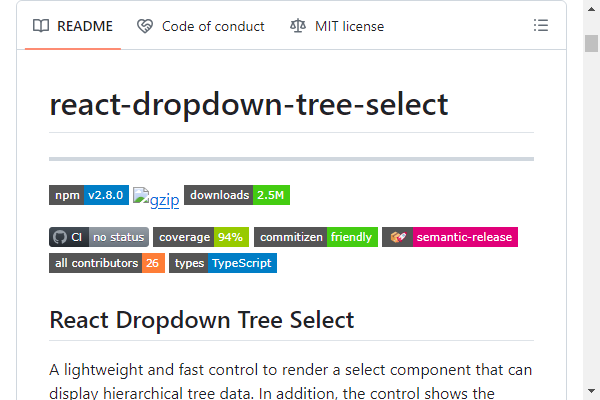 README Code of conduct MIT license
react-dropdown-tree-select
npm v2.8.0 gzip downloads 2.5M
CI no status coverage 94% commitizen friendly semantic-release
all contributors 26 types TypeScript
React Dropdown Tree Select
A lightweight and fast control to render a select component that can
display hierarchical tree data. In addition, the control shows the